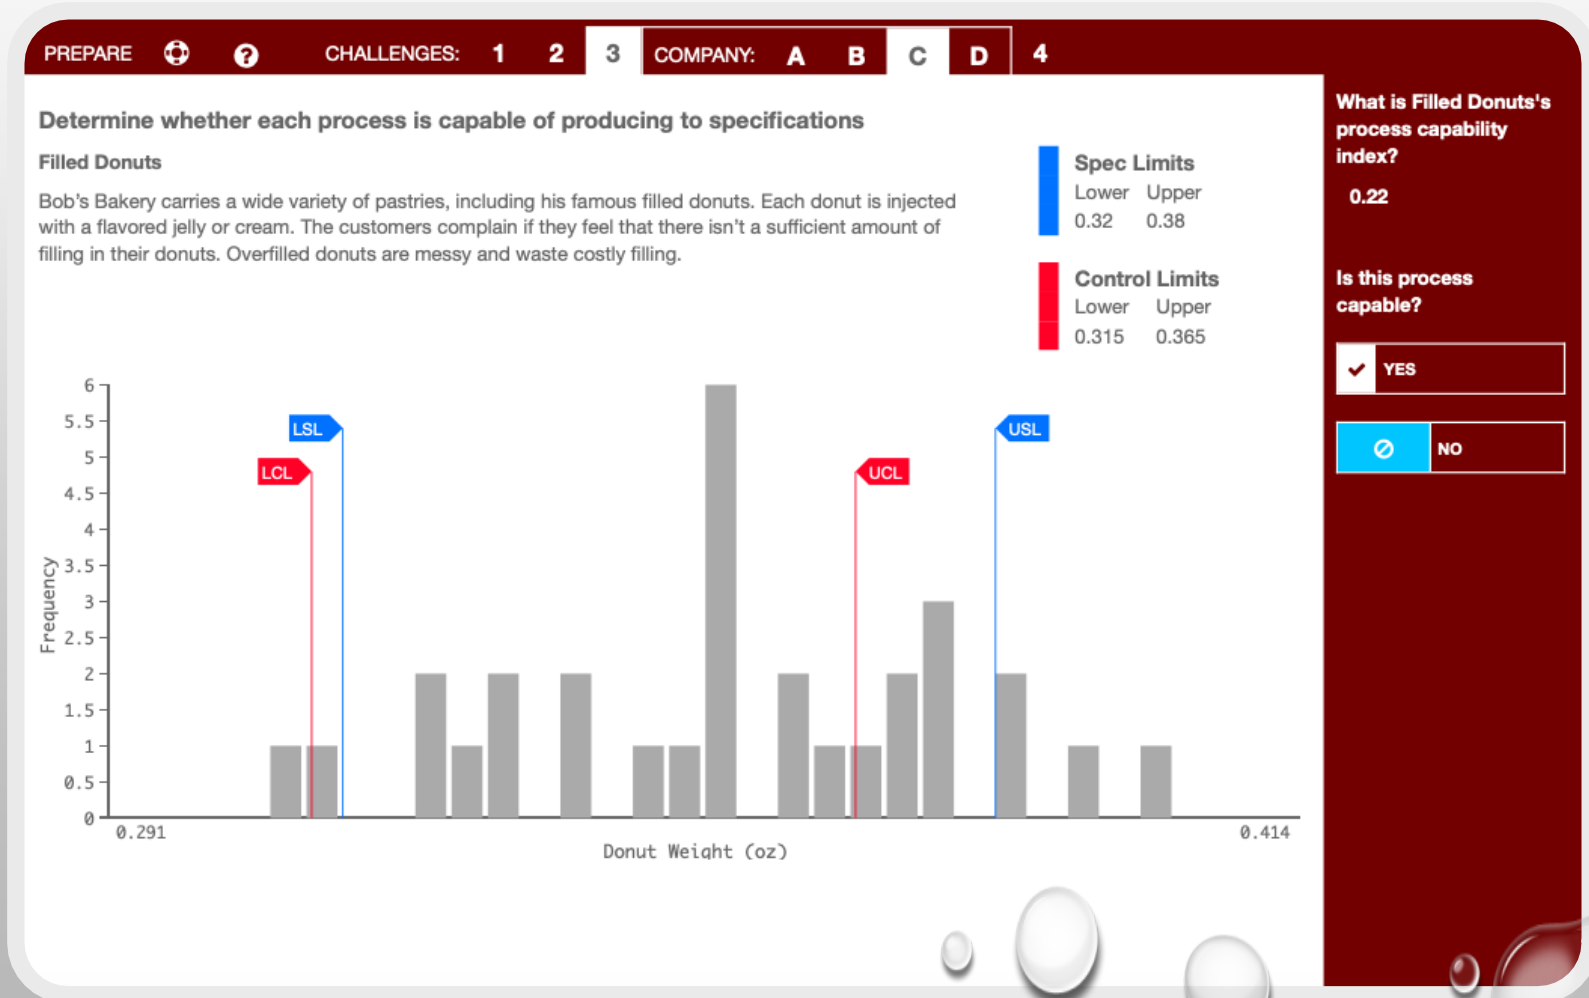 PREPARE ? CHALLENGES: 1 2 3 COMPANY: A B C D 4
Determine whether each process is capable of producing to specifications
Filled Donuts
Bob's Bakery carries a wide variety of pastries, including his famous filled donuts. Each donut is injected
with a flavored jelly or cream. The customers complain if they feel that there isn't a sufficient amount of
filling in their donuts. Overfilled donuts are messy and waste costly filling.
Spec Limits
Lower Upper
0.32 0.38
Control Limits
Lower Upper
0.315 0.365
6
5.5
5
4.5
4
3.5
3
2.5
2
1.5
1
0.5
0
Frequency
LSL
USL
LCL
UCL
0.291
0.414
Donut Weight (oz)
What is Filled Donuts's
process capability
index?
0.22
Is this process
capable?
YES
NO